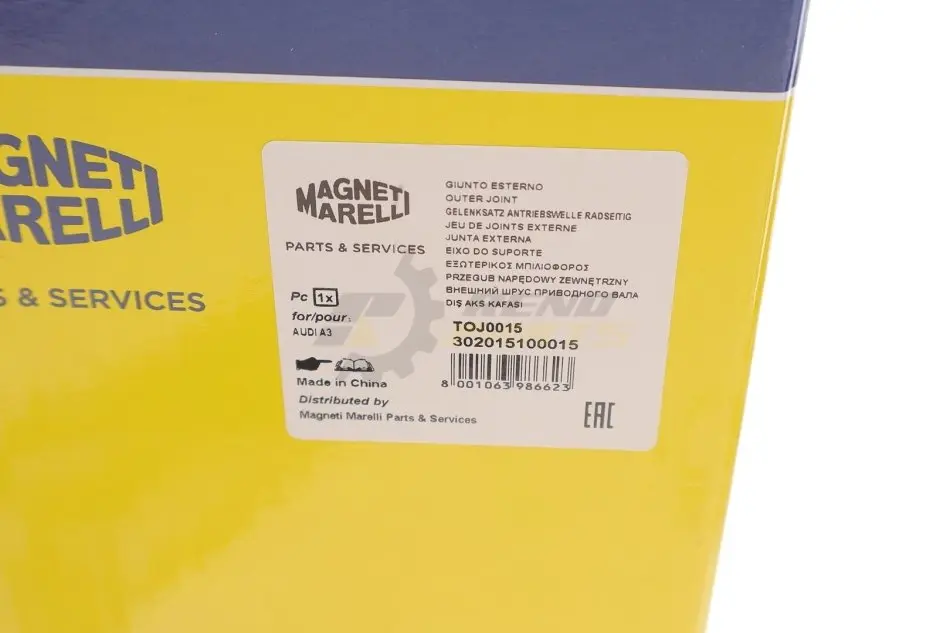 GNETI
RELLI
S & SERVICES
MAGNETI
MARELLI
PARTS & SERVICES
Pc 1x
for/pour:
AUDI A3
Made in China
Distributed by
Magneti Marelli Parts & Services
GIUNTO ESTERNO
OUTER JOINT
GELENKSATZ ANTRIEBSWELLE RADSEITIG
JEU DE JOINTS EXTERNE
JUNTA EXTERNA
EIXO DO SUPORTE
ΕΞΩΤΕΡΙΚΟΣ ΜΠΙΛΙΟΦΟΡΟΣ
PRZEGUB NAPĘDOWY ZEWNĘTRZNY
ВНЕШНИЙ ШРУС ПРИВОДНОГО ВАЛА
DIŞ AKS KAFASI
TOJ0015
302015100015
8 001063 986623
EAC